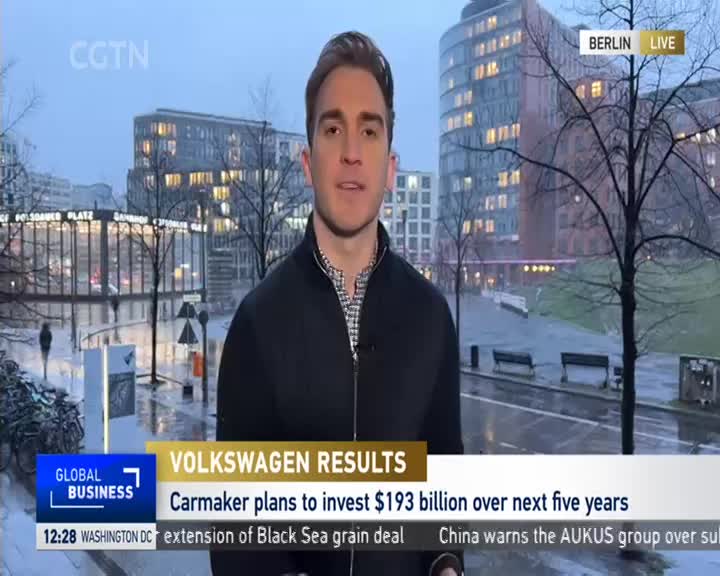 CGTN
BERLIN LIVE
POTSDAMER PLATZ
VOLKSWAGEN RESULTS
GLOBAL
BUSINESS
Carmaker plans to invest $193 billion over next five years
12:28 WASHINGTON DC
r extension of Black Sea grain deal China warns the AUKUS group over su